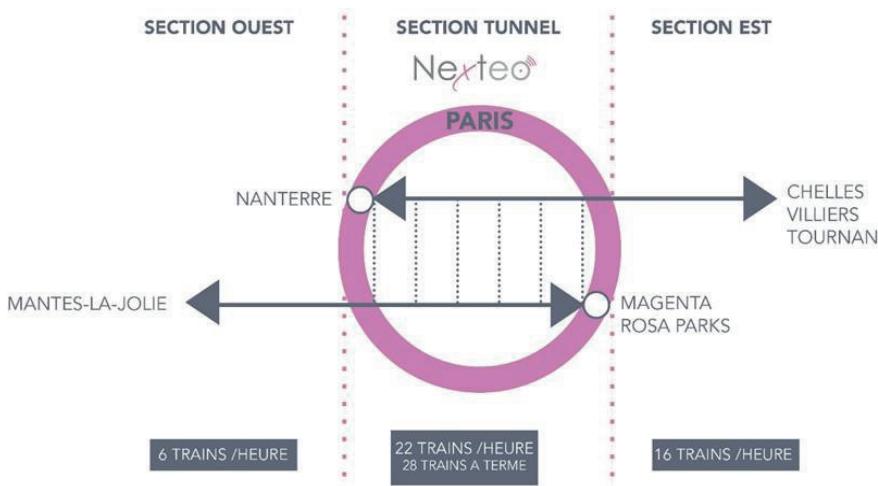 SECTION OUEST
SECTION TUNNEL
SECTION EST
Nexteo
PARIS
NANTERRE
CHELLES
VILLIERS
TOURNAN
MANTES-LA-JOLIE
MAGENTA
ROSA PARKS
6 TRAINS /HEURE
22 TRAINS /HEURE
28 TRAINS A TERME
16 TRAINS /HEURE